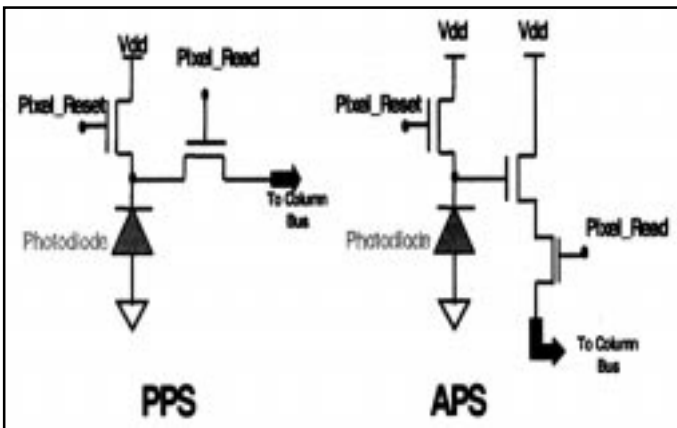 Vdd
Pixel_Read
Pixel_Reset
To Column
Bus
Photodiode
PPS
Vdd
Vdd
Pixel_Reset
Photodiode
Pixel_Read
To Column
Bus
APS